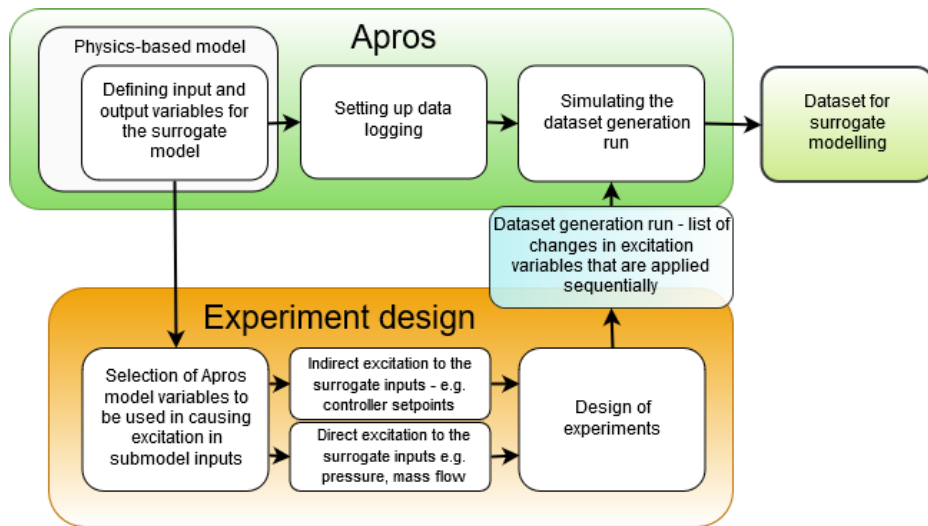 Apros
Physics-based model
Defining input and
output variables for
the surrogate
model
Setting up data
logging
Simulating the
dataset generation
run
Dataset for
surrogate
modelling
Dataset generation run - list of
changes in excitation
variables that are applied
sequentially
Experiment design
Selection of Apros
model variables to
be used in causing
excitation in
submodel inputs
Indirect excitation to the
surrogate inputs - e.g.
controller setpoints
Direct excitation to the
surrogate inputs e.g.
pressure, mass flow
Design of
experiments